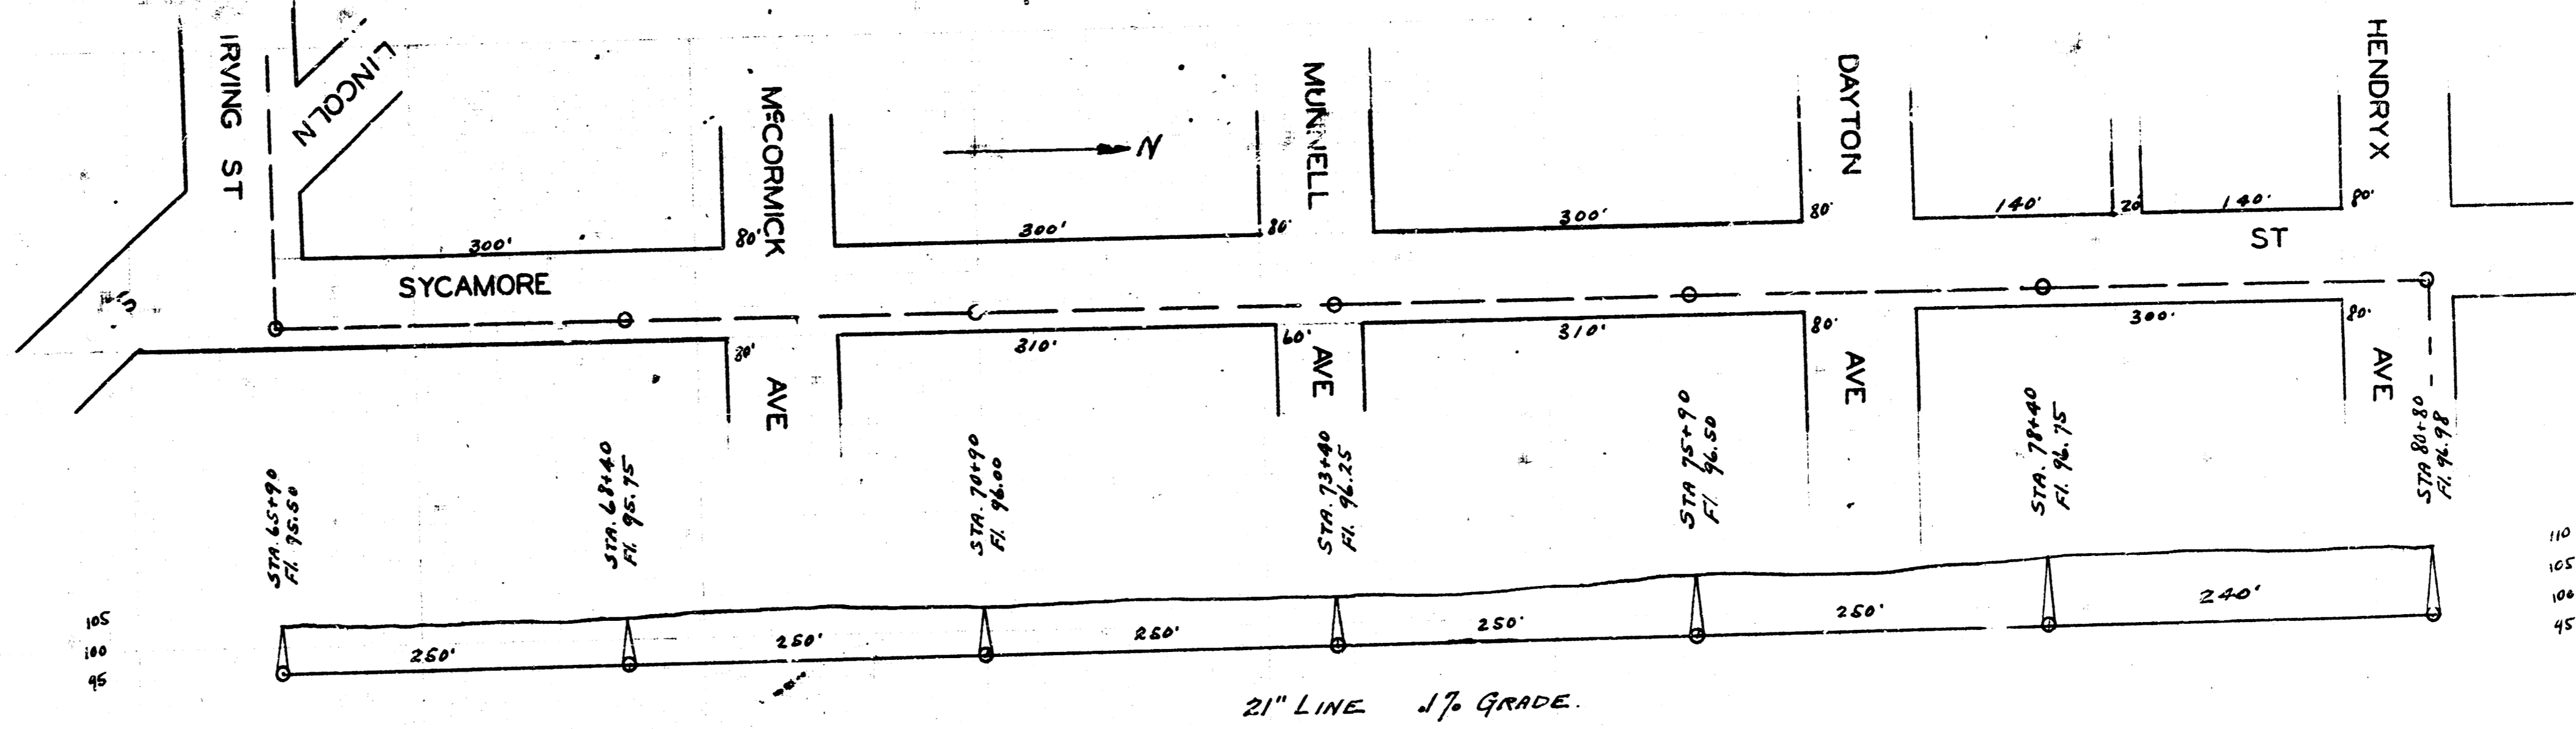 IRVING ST
LINCOLN
McCORMICK
MUNNELL
DAYTON
HENDRYX
N
300'
80'
300'
80'
300'
80'
140'
20'
140'
80'
SYCAMORE
ST
80'
310'
60'
310'
80'
300'
80'
AVE
AVE
AVE
AVE
STA. 65+90
Fl. 95.50
STA. 68+40
Fl. 95.75
STA. 70+90
Fl. 96.00
STA. 73+40
Fl. 96.25
STA 75+90
Fl. 96.50
STA. 78+40
Fl. 96.75
STA 80+80
Fl. 96.98
105
100
95
250'
250'
250'
250'
250'
240'
110
105
100
95
21" LINE .1% GRADE.